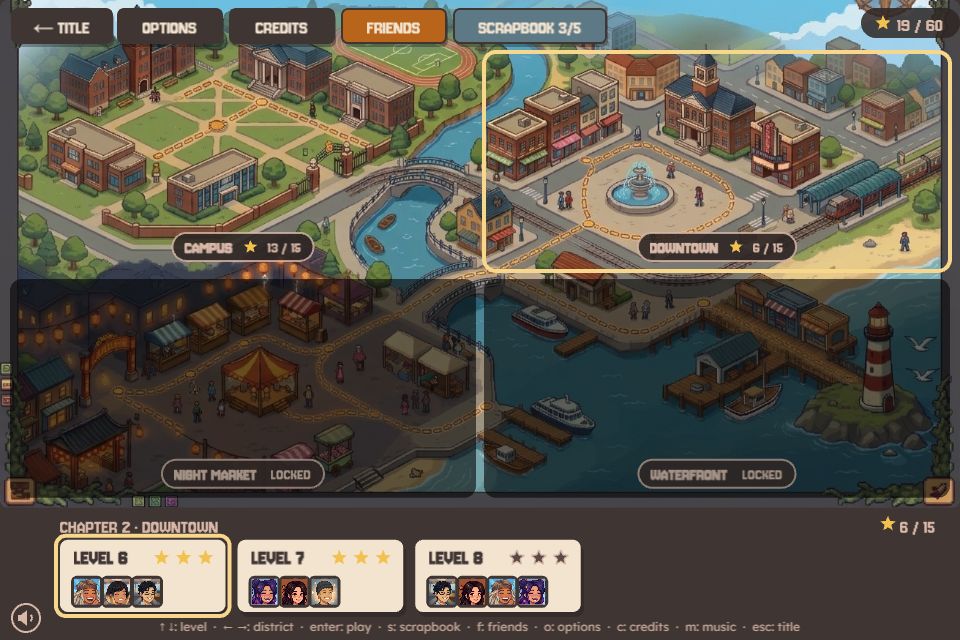 ← TITLE
OPTIONS
CREDITS
FRIENDS
SCRAPBOOK 3/5
19 / 60
CAMPUS 13 / 15
DOWNTOWN 6 / 15
NIGHT MARKET LOCKED
WATERFRONT LOCKED
CHAPTER 2 · DOWNTOWN
6 / 15
LEVEL 6
LEVEL 7
LEVEL 8
↑ ↓: level · ← →: district · enter: play · s: scrapbook · f: friends · o: options · c: credits · m: music · esc: title